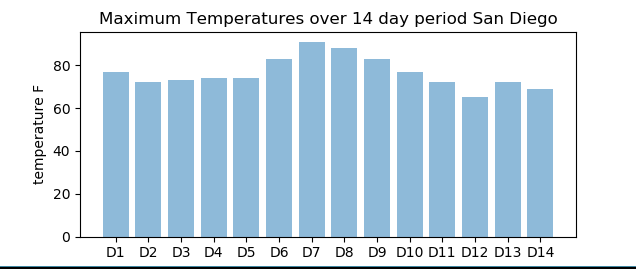 Maximum Temperatures over 14 day period San Diego
temperature F
80
60
40
20
0
D1 D2 D3 D4 D5 D6 D7 D8 D9 D10 D11 D12 D13 D14